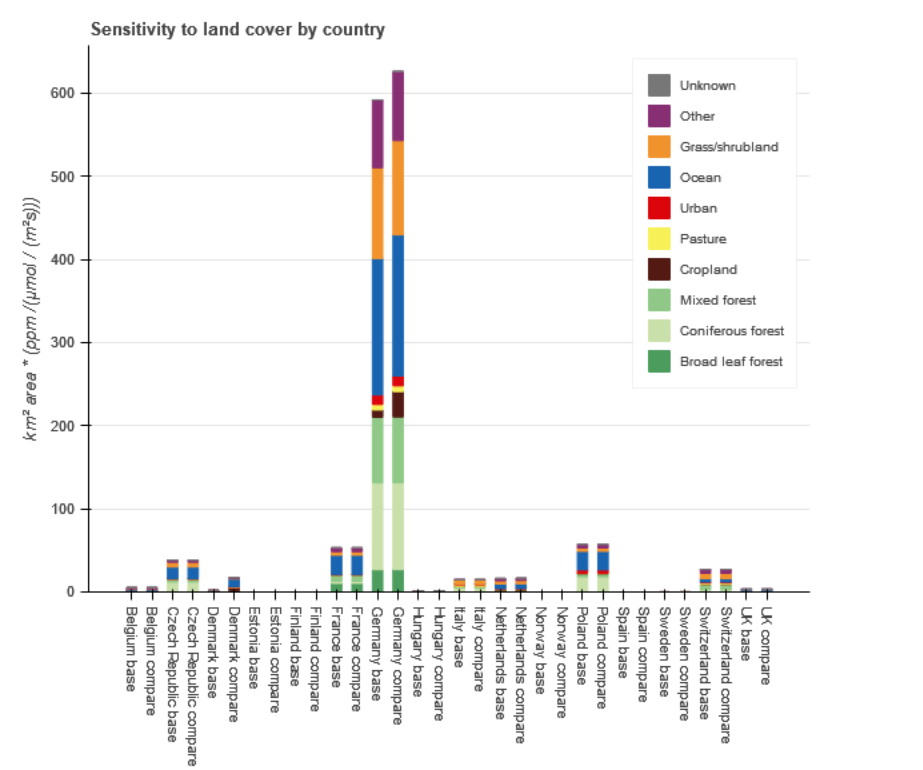 Sensitivity to land cover by country
km² area * (ppm /(μmol / (m²s)))
600
500
400
300
200
100
0
Unknown
Other
Grass/shrubland
Ocean
Urban
Pasture
Cropland
Mixed forest
Coniferous forest
Broad leaf forest
Belgium base
Belgium compare
Czech Republic base
Czech Republic compare
Denmark base
Denmark compare
Estonia base
Estonia compare
Finland base
Finland compare
France base
France compare
Germany base
Germany compare
Hungary base
Hungary compare
Italy base
Italy compare
Netherlands base
Netherlands compare
Norway base
Norway compare
Poland base
Poland compare
Spain base
Spain compare
Sweden base
Sweden compare
Switzerland base
Switzerland compare
UK base
UK compare